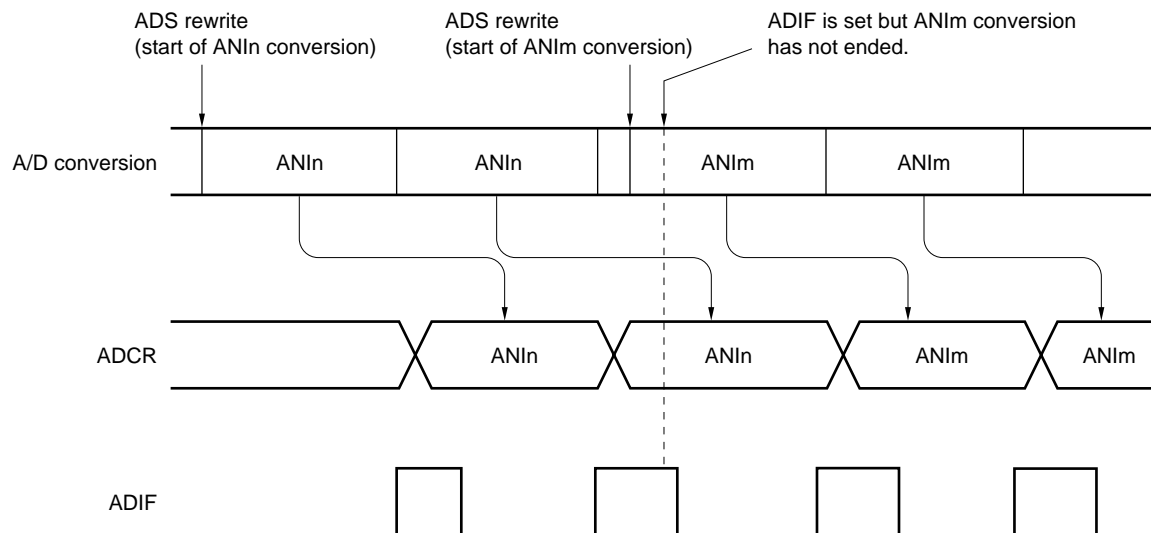 ADS rewrite
(start of ANIn conversion)
ADS rewrite
(start of ANIm conversion)
ADIF is set but ANIm conversion
has not ended.
A/D conversion
ANIn
ANIn
ANIm
ANIm
ADCR
ANIn
ANIn
ANIm
ANIm
ADIF